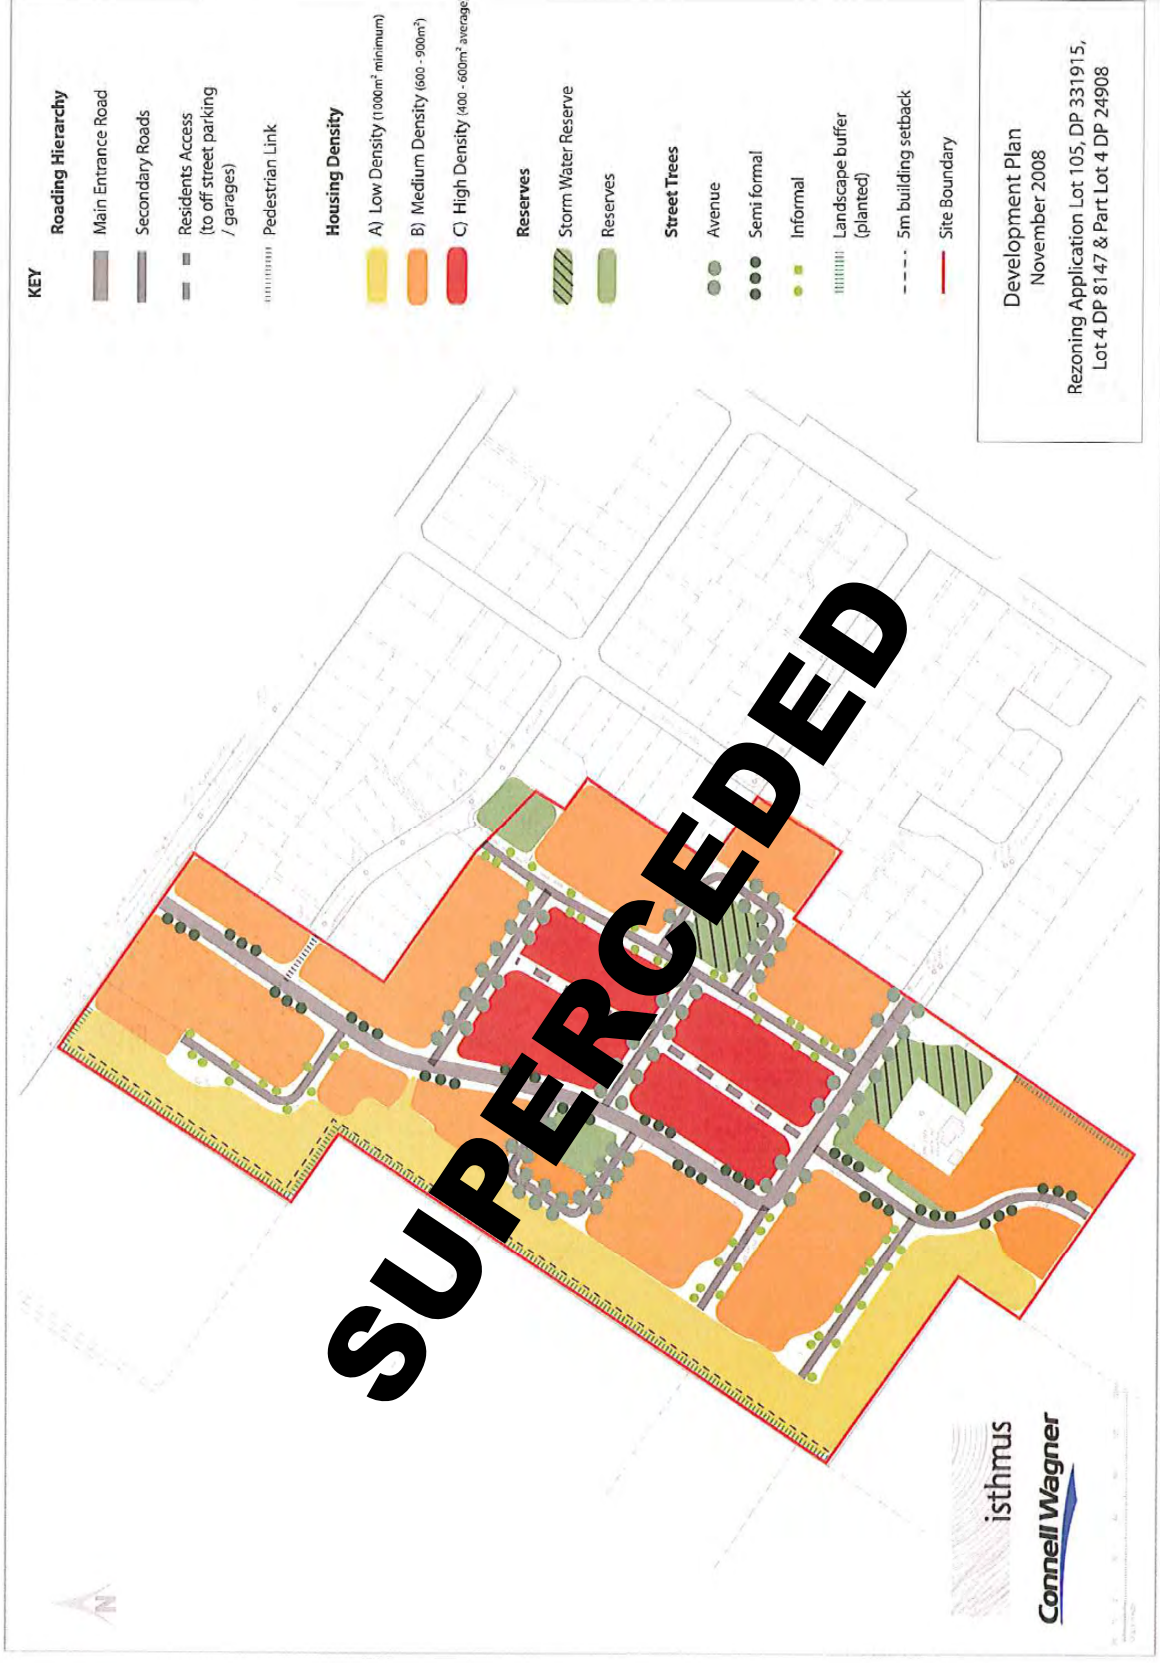 KEY
Roading Hierarchy
Main Entrance Road
Secondary Roads
Residents Access
(to off street parking
/ garages)
Pedestrian Link
Housing Density
A) Low Density (1000m² minimum)
B) Medium Density (600 - 900m²)
C) High Density (400 - 600m² average
Reserves
Storm Water Reserve
Reserves
Street Trees
Avenue
Semi formal
Informal
Landscape buffer
(planted)
5m building setback
Site Boundary
Development Plan
November 2008
Rezoning Application Lot 105, DP 331915,
Lot 4 DP 8147 & Part Lot 4 DP 24908
SUPERCEDED
N
isthmus
Connell Wagner